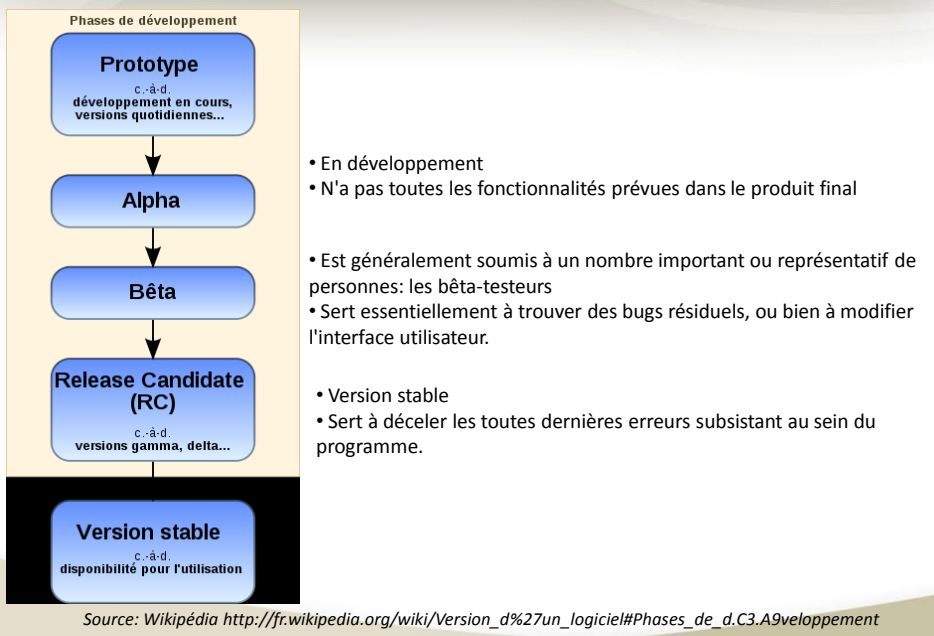 Phases de développement
Prototype
c.-à-d.
développement en cours,
versions quotidiennes...
Alpha
Bêta
Release Candidate
(RC)
c.-à-d.
versions gamma, delta...
Version stable
c.-à-d.
disponibilité pour l'utilisation
• En développement
• N'a pas toutes les fonctionnalités prévues dans le produit final
• Est généralement soumis à un nombre important ou représentatif de
personnes: les bêta-testeurs
• Sert essentiellement à trouver des bugs résiduels, ou bien à modifier
l'interface utilisateur.
• Version stable
• Sert à déceler les toutes dernières erreurs subsistant au sein du
programme.
Source: Wikipédia http://fr.wikipedia.org/wiki/Version_d%27un_logiciel#Phases_de_d.C3.A9veloppement